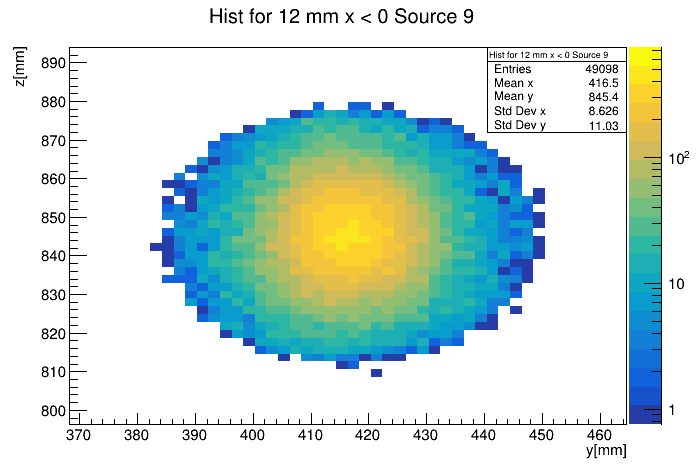 Hist for 12 mm x < 0 Source 9
z[mm]
Hist for 12 mm x < 0 Source 9
Entries 49098
Mean x 416.5
Mean y 845.4
Std Dev x 8.626
Std Dev y 11.03
890
880
870
860
850
840
830
820
810
800
10²
10
1
370 380 390 400 410 420 430 440 450 460
y[mm]